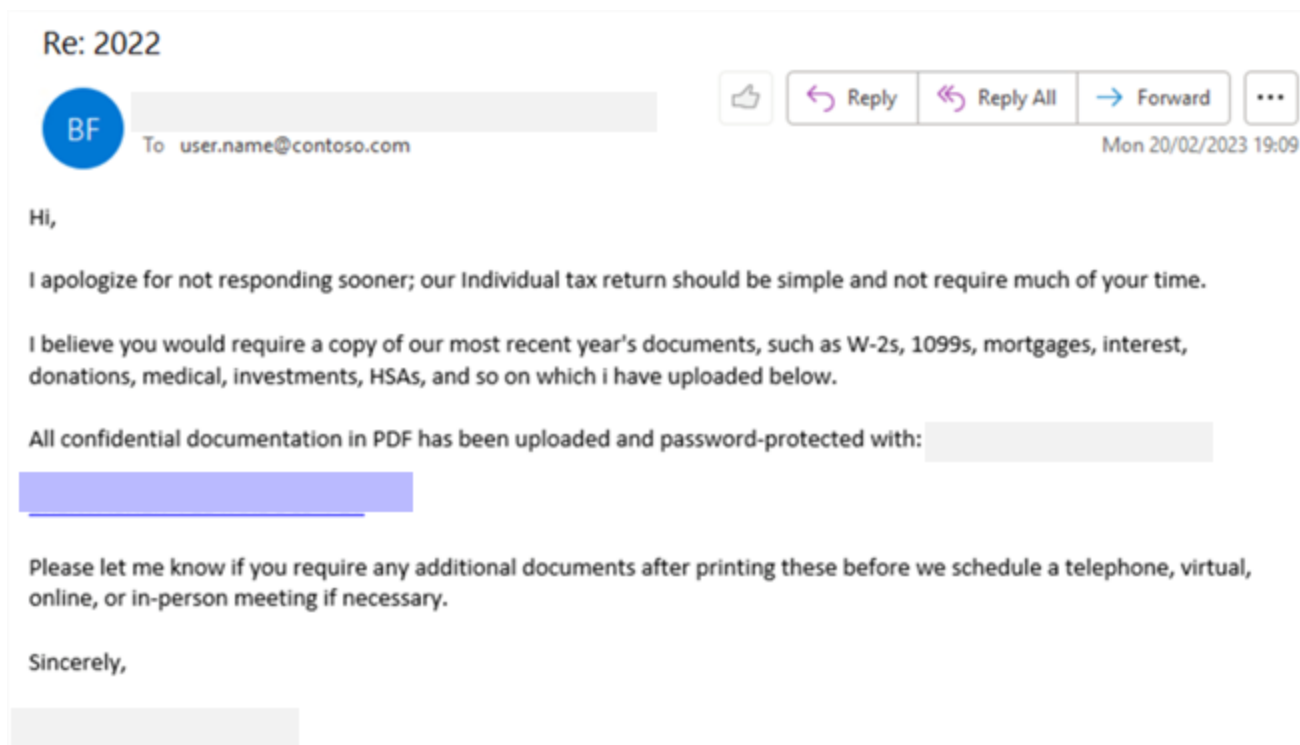 Re: 2022
Reply
Reply All
Forward
BF
To user.name@contoso.com
Mon 20/02/2023 19:09
Hi,
I apologize for not responding sooner; our Individual tax return should be simple and not require much of your time.
I believe you would require a copy of our most recent year's documents, such as W-2s, 1099s, mortgages, interest,
donations, medical, investments, HSAs, and so on which i have uploaded below.
All confidential documentation in PDF has been uploaded and password-protected with:
Please let me know if you require any additional documents after printing these before we schedule a telephone, virtual,
online, or in-person meeting if necessary.
Sincerely,